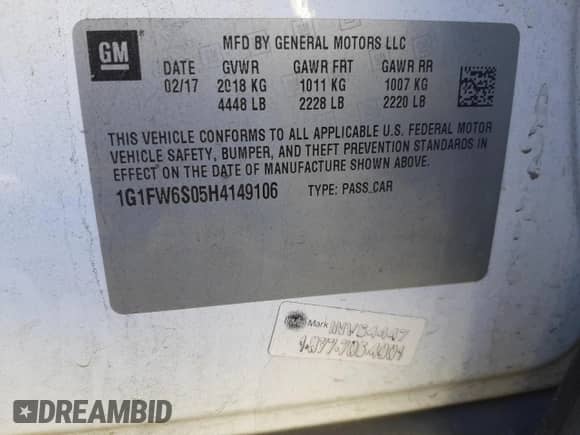 GM
MFD BY GENERAL MOTORS LLC
DATE GVWR GAWR FRT GAWR RR
02/17 2018 KG 1011 KG 1007 KG
4448 LB 2228 LB 2220 LB
THIS VEHICLE CONFORMS TO ALL APPLICABLE U.S. FEDERAL MOTOR
VEHICLE SAFETY, BUMPER, AND THEFT PREVENTION STANDARDS IN
EFFECT ON THE DATE OF MANUFACTURE SHOWN ABOVE.
1G1FW6S05H4149106 TYPE: PASS CAR
Mark
DREAMBID